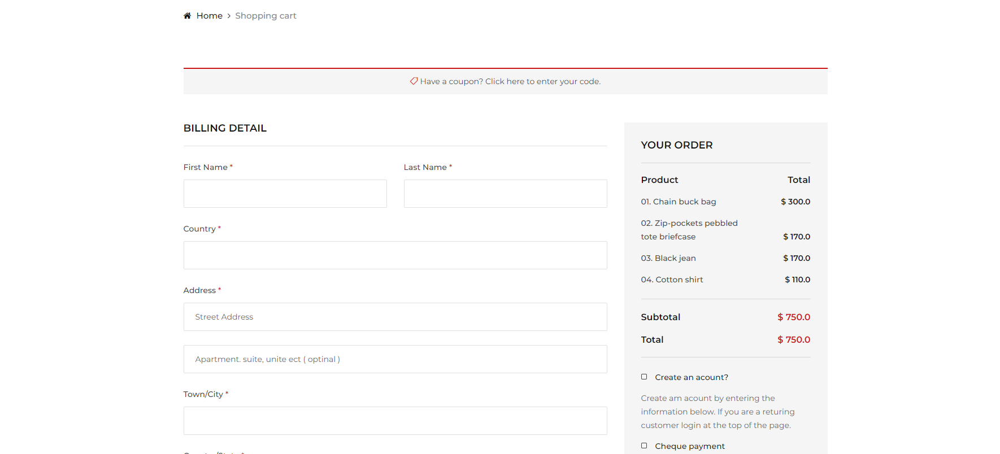 Home > Shopping cart
Have a coupon? Click here to enter your code.
BILLING DETAIL
First Name * Last Name *
Country *
Address *
Street Address
Apartment. suite, unite ect ( optinal )
Town/City *
YOUR ORDER
Product Total
01. Chain buck bag $ 300.0
02. Zip-pockets pebbled
tote briefcase $ 170.0
03. Black jean $ 170.0
04. Cotton shirt $ 110.0
Subtotal $ 750.0
Total $ 750.0
Create an acount?
Create am acount by entering the
information below. If you are a returing
customer login at the top of the page.
Cheque payment